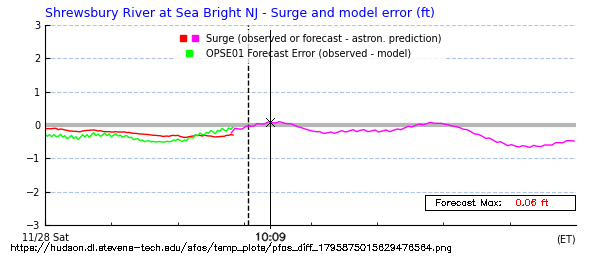 Shrewsbury River at Sea Bright NJ - Surge and model error (ft)
Surge (observed or forecast - astron. prediction)
OPSE01 Forecast Error (observed - model)
3
2
1
0
−1
−2
−3
Forecast Max: 0.06 ft
11/28 Sat 10:09 (ET)
https://hudson.dl.stevens-tech.edu/sfas/temp_plots/pfas_diff_1795875015629476564.png